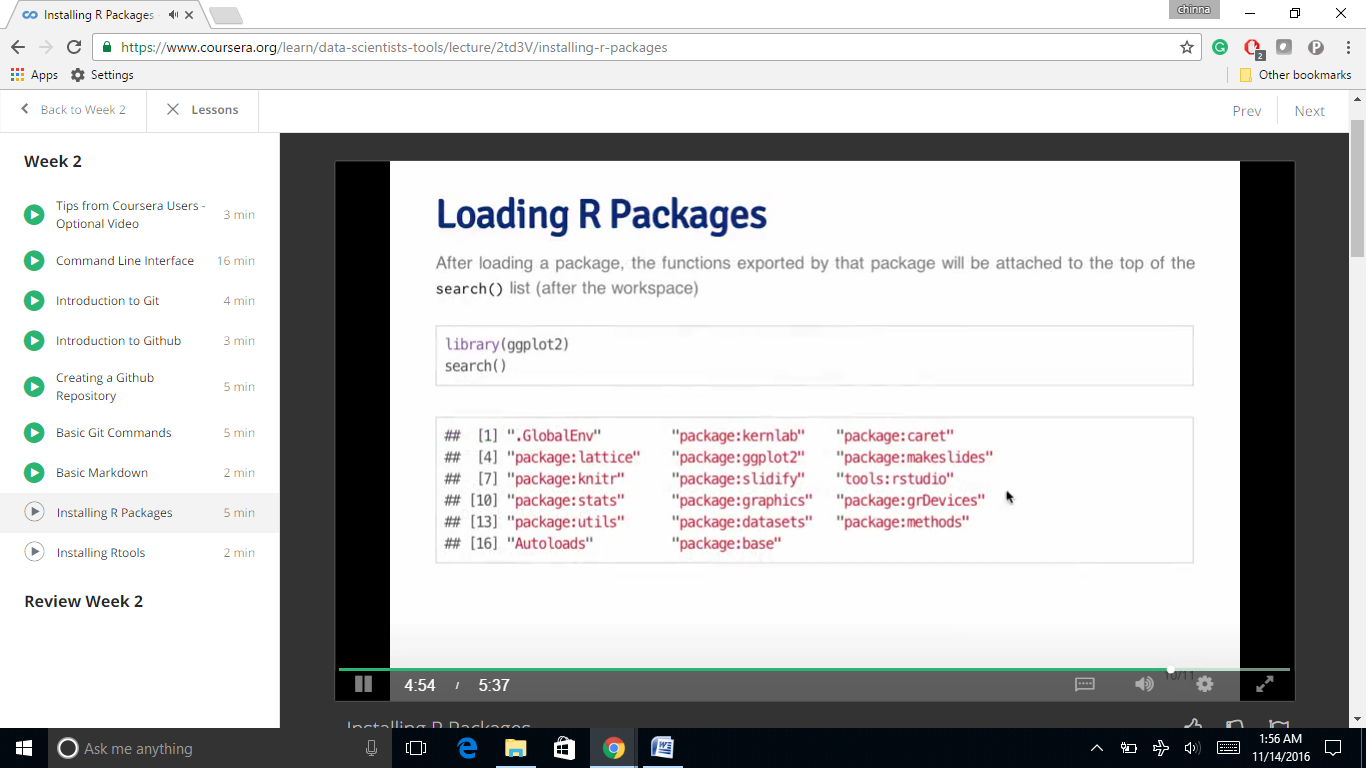 Installing R Packages
chinna
https://www.coursera.org/learn/data-scientists-tools/lecture/2td3V/installing-r-packages
2
Apps Settings Other bookmarks
Back to Week 2 Lessons Prev Next
Week 2
Tips from Coursera Users -
Optional Video 3 min
Command Line Interface 16 min
Introduction to Git 4 min
Introduction to Github 3 min
Creating a Github
Repository 5 min
Basic Git Commands 5 min
Basic Markdown 2 min
Installing R Packages 5 min
Installing Rtools 2 min
Review Week 2
Loading R Packages
After loading a package, the functions exported by that package will be attached to the top of the
search() list (after the workspace)
library(ggplot2)
search()
## [1] ".GlobalEnv" "package:kernlab" "package:caret"
## [4] "package:lattice" "package:ggplot2" "package:makeslides"
## [7] "package:knitr" "package:slidify" "tools:rstudio"
## [10] "package:stats" "package:graphics" "package:grDevices"
## [13] "package:utils" "package:datasets" "package:methods"
## [16] "Autoloads" "package:base"
10/11
4:54 / 5:37
Installing R Packages
Ask me anything
1:56 AM
11/14/2016